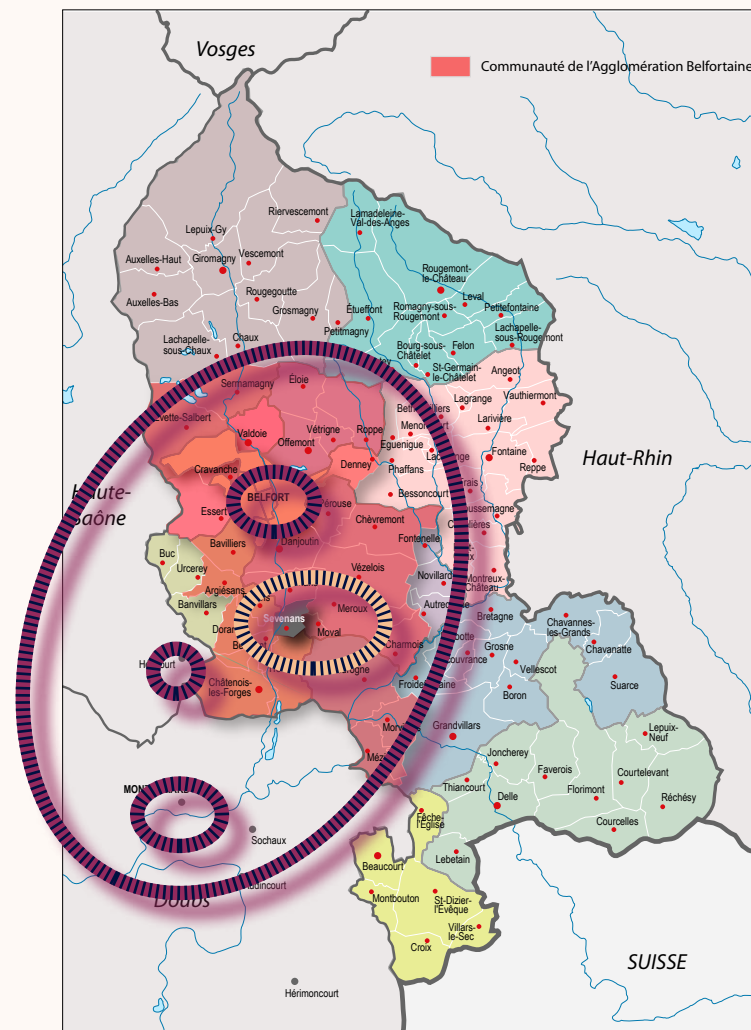 Vosges
Communauté de l'Agglomération Belfortaine
Riervescemont
Lamadeleine-
Val-des-Anges
Lepuix-Gy
Auxelles-Haut
Giromagny
Vescemont
Rougemont-
le-Château
Auxelles-Bas
Rougegoutte
Leval
Grosmagny
Étueffont
Romagny-sous-
Rougemont
Petitefontaine
Petitmagny
Lachapelle-
sous-Rougemont
Lachapelle-
sous-Chaux
Chaux
Bourg-sous-
Châtelet
Felon
St-Germain-
le-Châtelet
Angeot
Sermamagny
Éloie
Lagrange
Vauthiermont
Valdoie
Offemont
Vétrigne
Roppe
Larivière
Eguenigue
Denney
Phaffans
Fontaine
Reppe
Haut-Rhin
Cravanche
BELFORT
Bessoncourt
Haute-
Saône
Essert
Pérouse
Chèvremont
Danjoutin
Bavilliers
Fontenelle
Buc
Urcerey
Argiésans
Vézelois
Novillard
Montreux-
Château
Banvillars
Meroux
Sevenans
Moval
Bretagne
Chavannes-
les-Grands
Chavanatte
Grosne
Vellescot
Suarce
Charmois
Boron
Châtenois-
les-Forges
Grandvillars
Lepuix-
Neuf
Joncherey
Faverois
Courtelevant
Thiancourt
Delle
Florimont
Réchésy
Fêche-
l'Eglise
Courcelles
Sochaux
Lebetain
Beaucourt
Doubs
Montbouton
St-Dizier-
l'Evêque
Villars-
le-Sec
Croix
SUISSE
Hérimoncourt